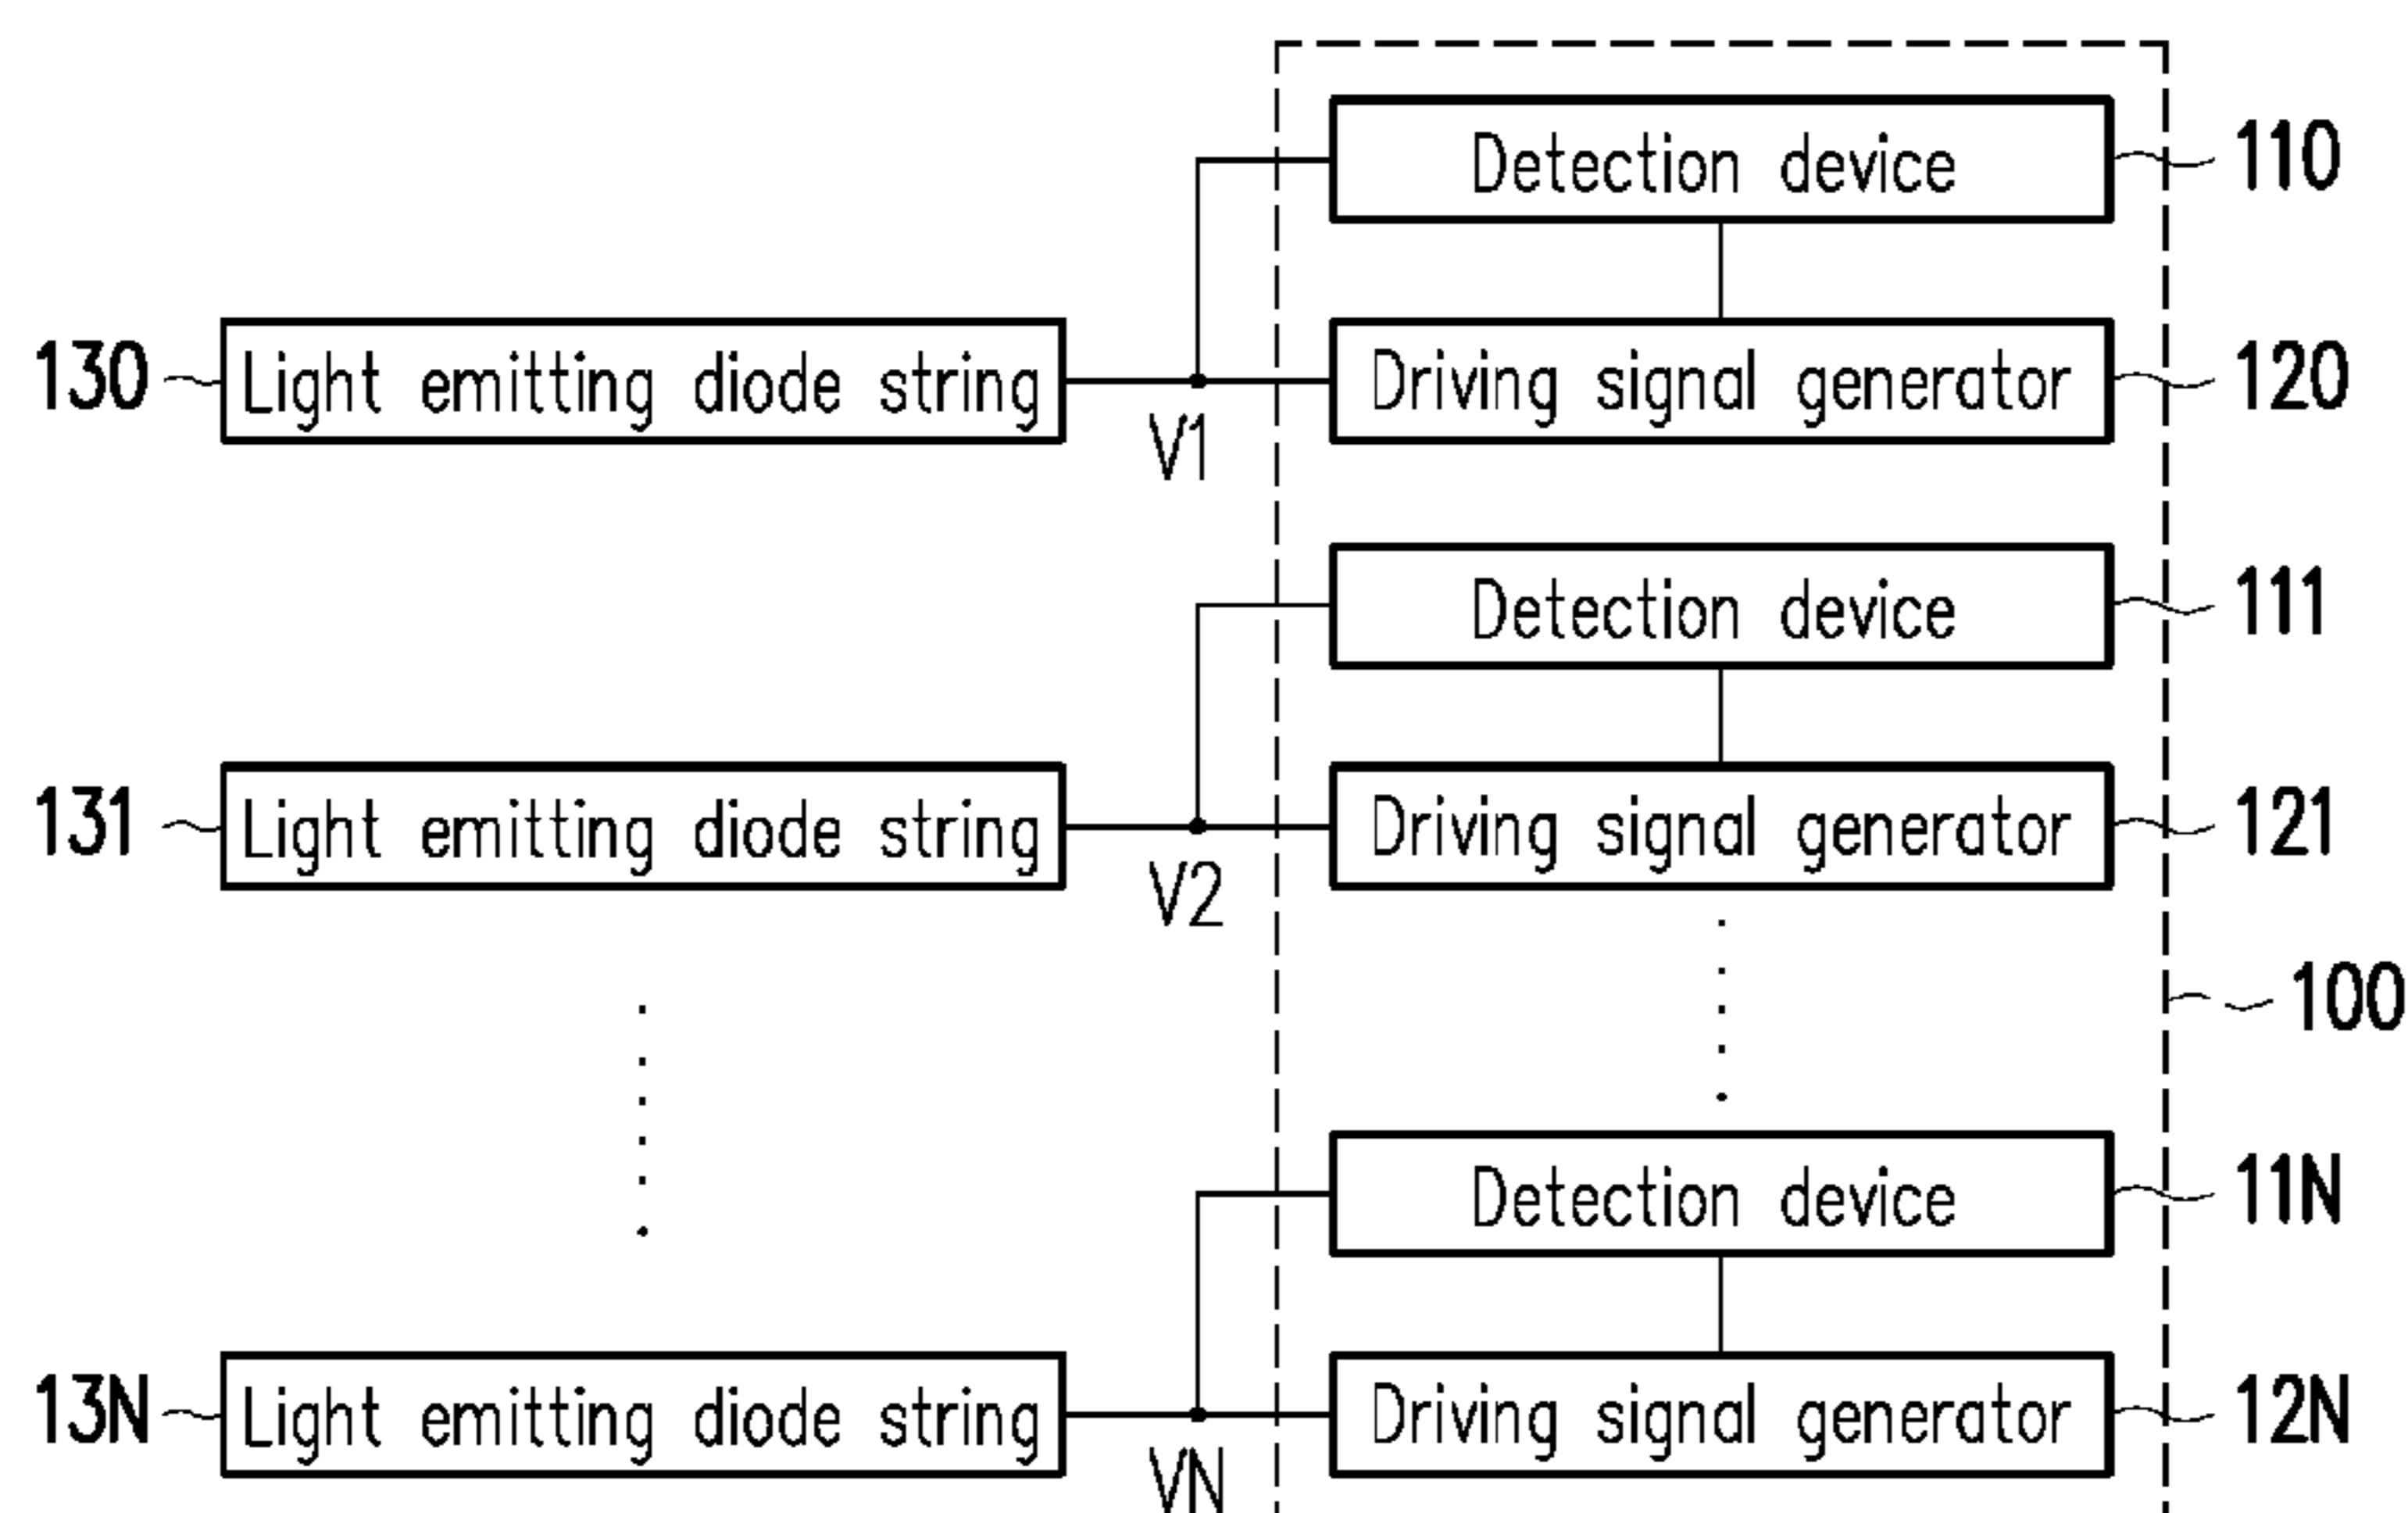 Detection device 110
130 Light emitting diode string Driving signal generator 120
V1
Detection device 111
131 Light emitting diode string Driving signal generator 121
V2
100
Detection device 11N
13N Light emitting diode string Driving signal generator 12N
VN